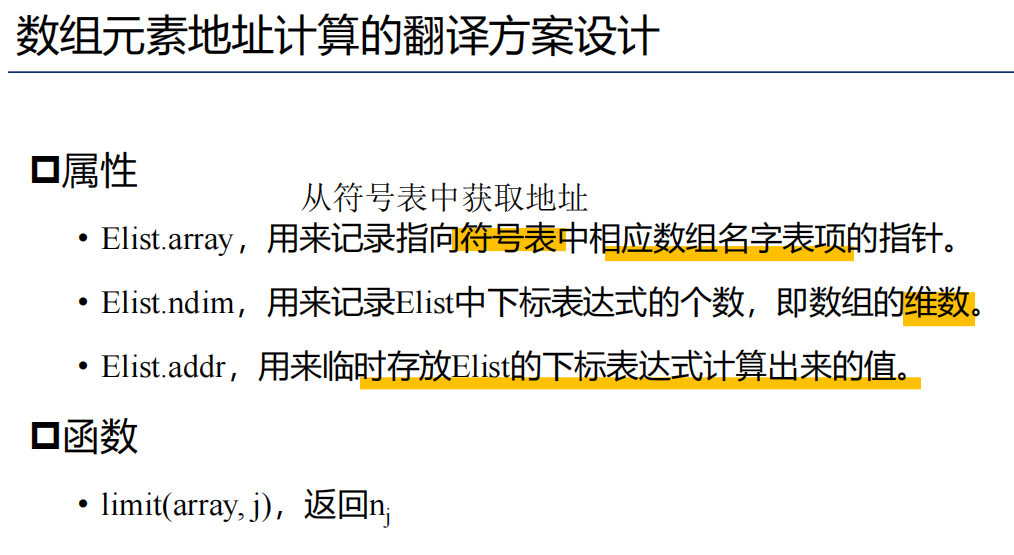 数组元素地址计算的翻译方案设计
属性
从符号表中获取地址
• Elist.array，用来记录指向符号表中相应数组名字表项的指针。
• Elist.ndim，用来记录Elist中下标表达式的个数，即数组的维数。
• Elist.addr，用来临时存放Elist的下标表达式计算出来的值。
函数
• limit(array, j)，返回nj